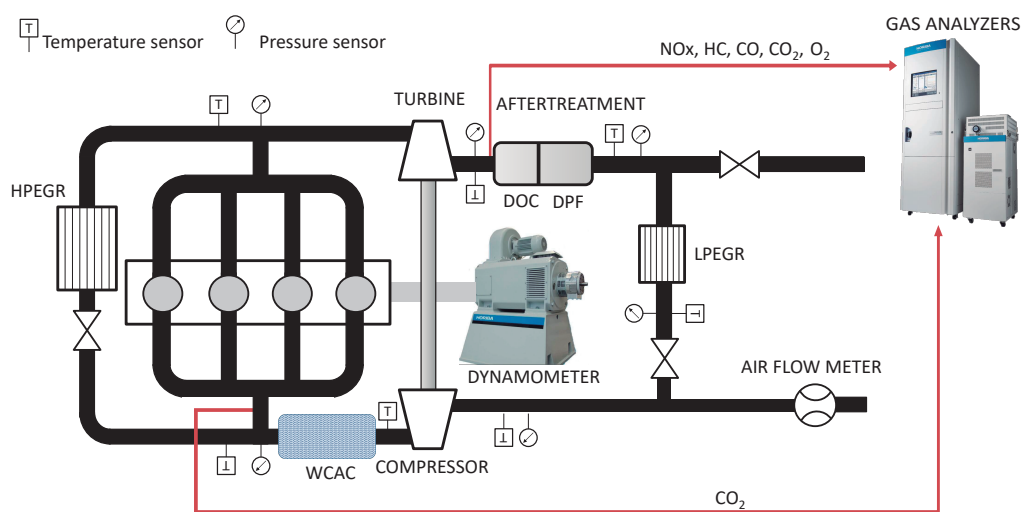 T Temperature sensor
Pressure sensor
GAS ANALYZERS
NOx, HC, CO, CO₂, O₂
TURBINE
AFTERTREATMENT
T
T
T
HPEGR
DOC
DPF
LPEGR
T
HORIBA
DYNAMOMETER
AIR FLOW METER
T
T
T
WCAC
COMPRESSOR
CO₂